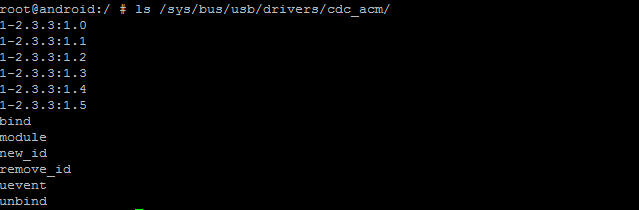 root@android:/ # ls /sys/bus/usb/drivers/cdc_acm/
1-2.3.3:1.0
1-2.3.3:1.1
1-2.3.3:1.2
1-2.3.3:1.3
1-2.3.3:1.4
1-2.3.3:1.5
bind
module
new_id
remove_id
uevent
unbind